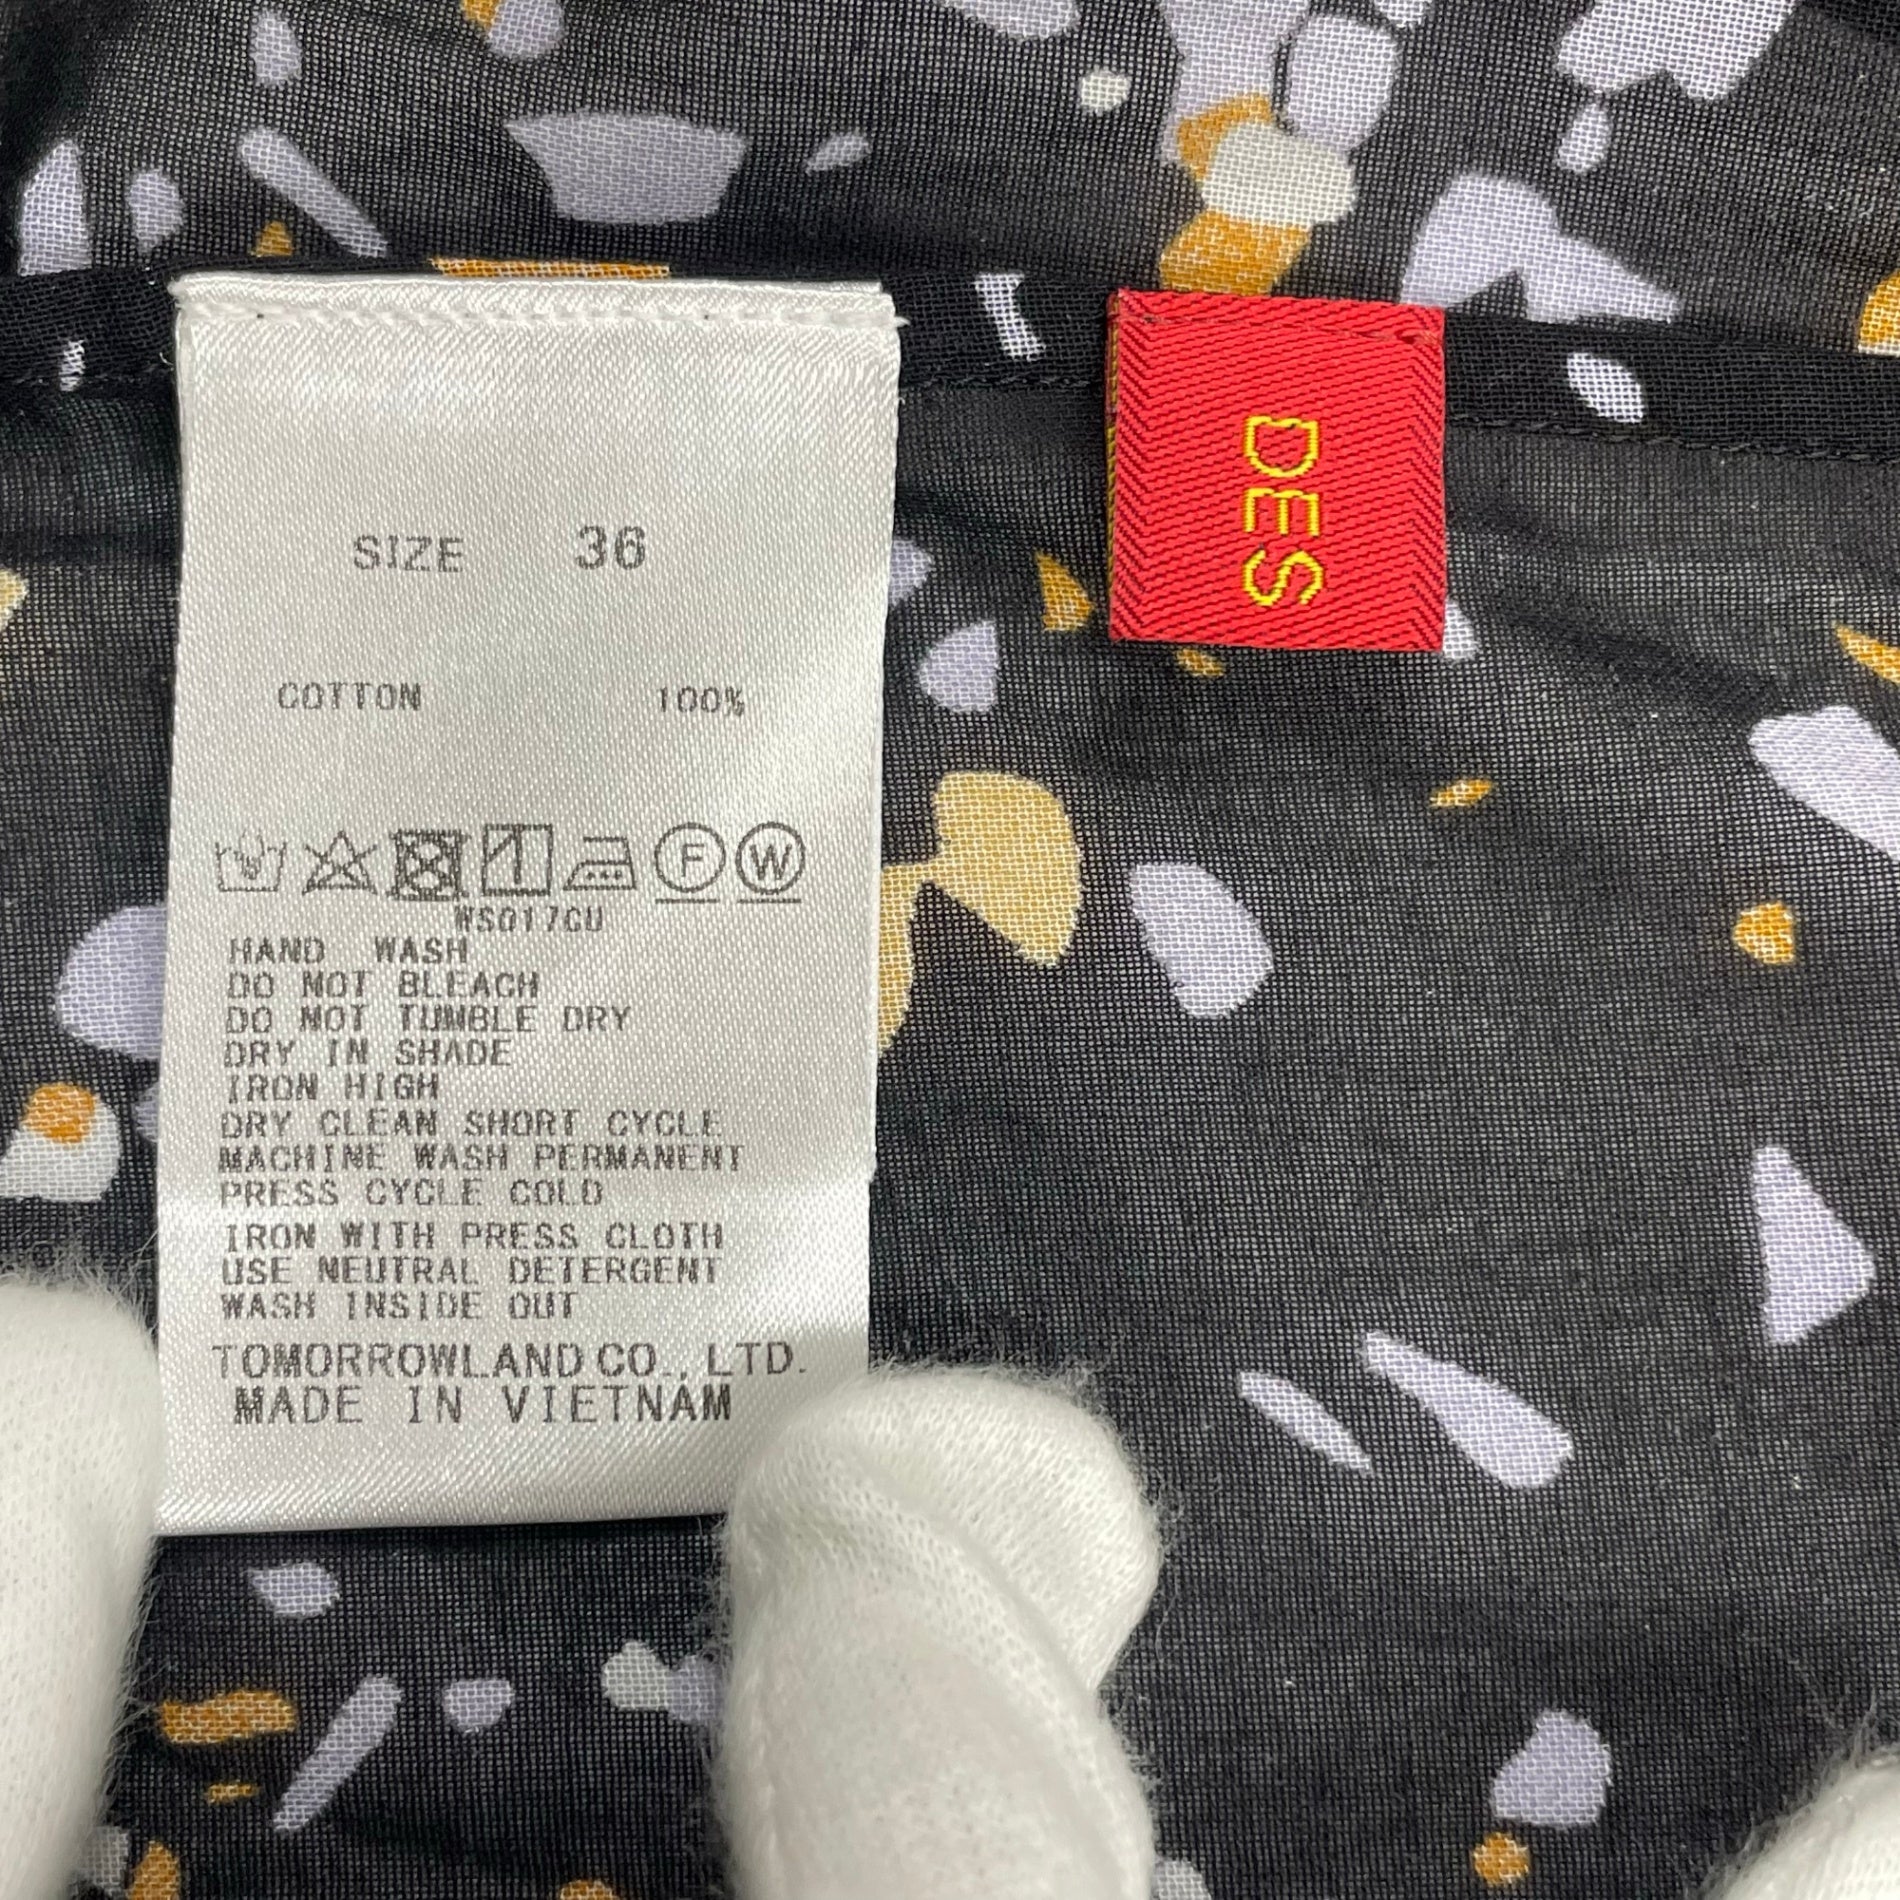 SIZE 36
COTTON 100%
F W
WS017CU
HAND WASH
DO NOT BLEACH
DO NOT TUMBLE DRY
DRY IN SHADE
IRON HIGH
DRY CLEAN SHORT CYCLE
MACHINE WASH PERMANENT
PRESS CYCLE COLD
IRON WITH PRESS CLOTH
USE NEUTRAL DETERGENT
WASH INSIDE OUT
TOMORROWLAND CO., LTD.
MADE IN VIETNAM
DES